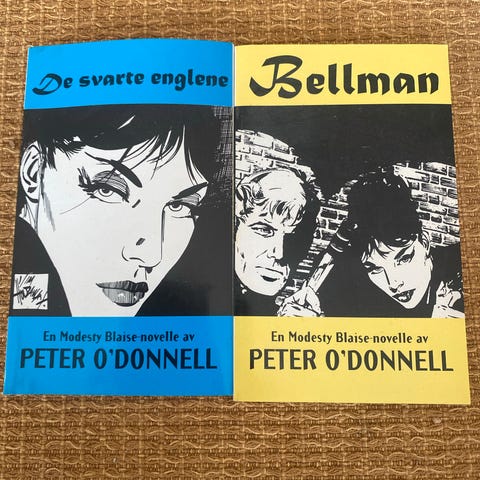 De svarte englene
En Modesty Blaise-novelle av
PETER O'DONNELL
Bellman
En Modesty Blaise-novelle av
PETER O'DONNELL